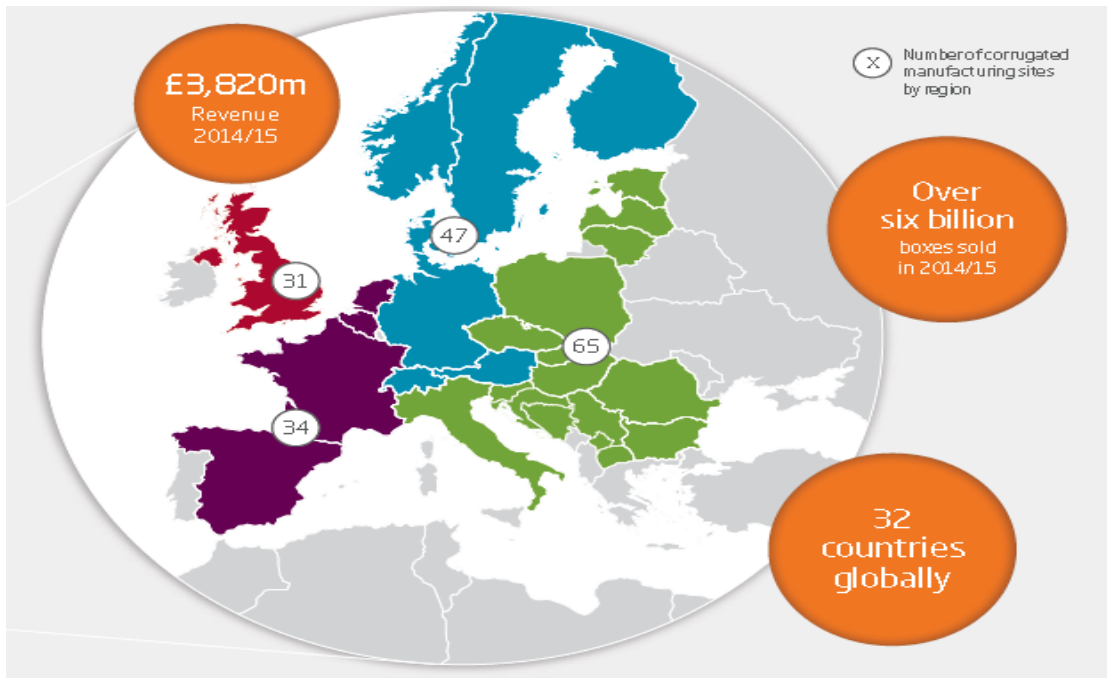 £3,820m
Revenue
2014/15
X
Number of corrugated
manufacturing sites
by region
Over
six billion
boxes sold
in 2014/15
47
31
65
34
32
countries
globally